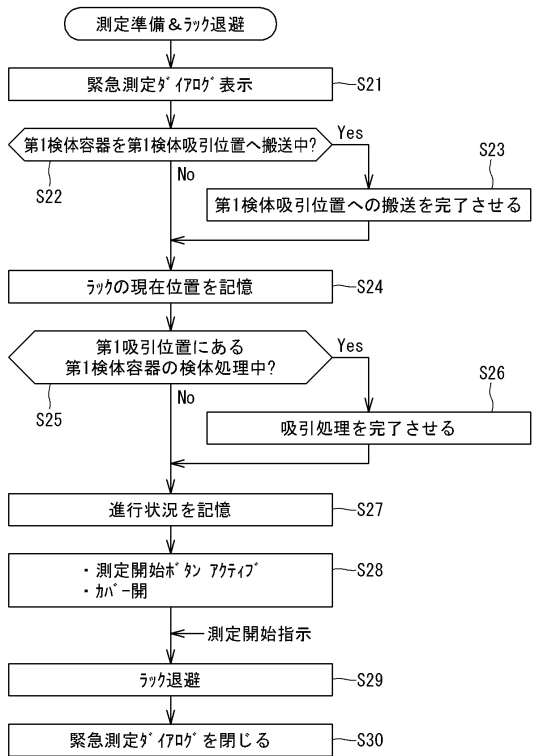 測定準備&ラック退避
緊急測定ダイアログ表示
S21
第1検体容器を第1検体吸引位置へ搬送中?
Yes
S22
No
S23
第1検体吸引位置への搬送を完了させる
ラックの現在位置を記憶
S24
第1吸引位置にある
第1検体容器の検体処理中?
Yes
S25
No
S26
吸引処理を完了させる
進行状況を記憶
S27
・測定開始ボタン アクティブ
・カバー開
S28
測定開始指示
ラック退避
S29
緊急測定ダイアログを閉じる
S30